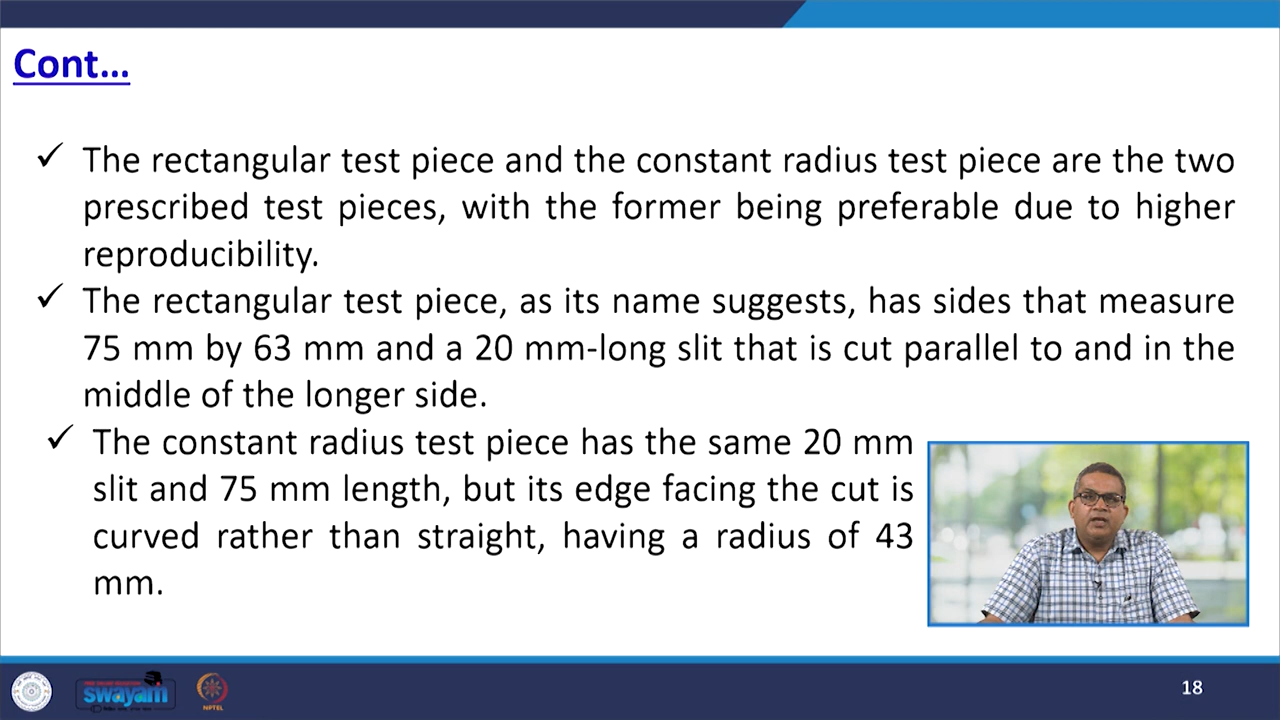 Cont...
✓ The rectangular test piece and the constant radius test piece are the two
prescribed test pieces, with the former being preferable due to higher
reproducibility.
✓ The rectangular test piece, as its name suggests, has sides that measure
75 mm by 63 mm and a 20 mm-long slit that is cut parallel to and in the
middle of the longer side.
✓ The constant radius test piece has the same 20 mm
slit and 75 mm length, but its edge facing the cut is
curved rather than straight, having a radius of 43
mm.
swayam
NPTEL
18